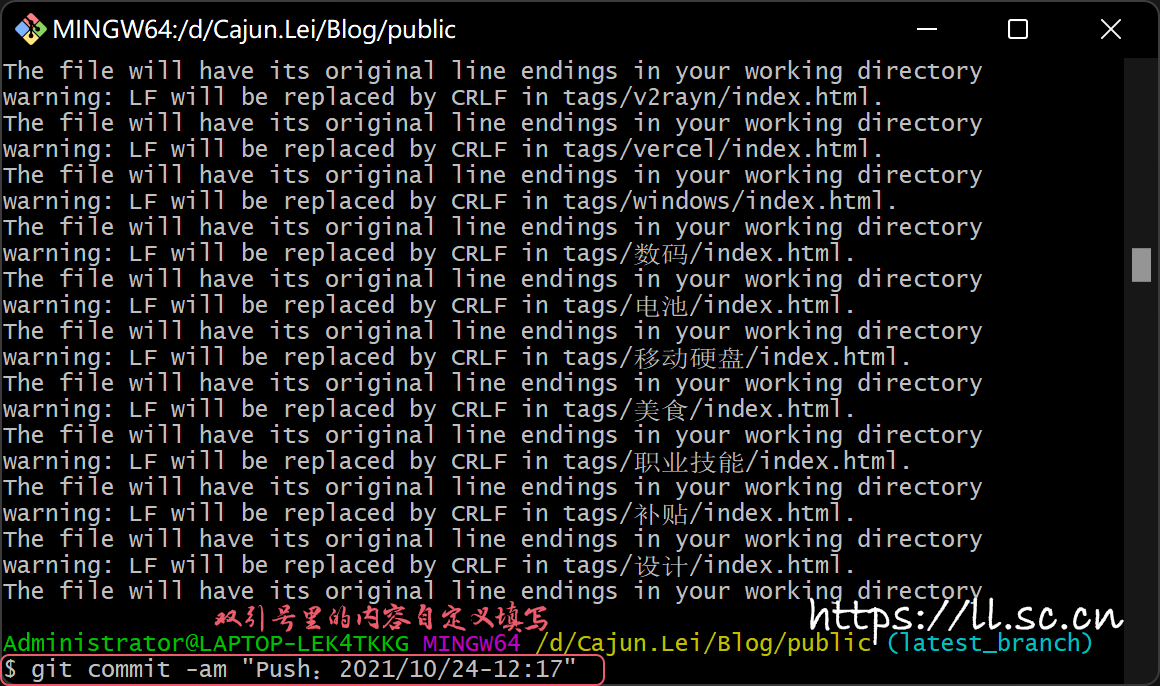 MINGW64:/d/Cajun.Lei/Blog/public
The file will have its original line endings in your working directory
warning: LF will be replaced by CRLF in tags/v2rayn/index.html.
The file will have its original line endings in your working directory
warning: LF will be replaced by CRLF in tags/vercel/index.html.
The file will have its original line endings in your working directory
warning: LF will be replaced by CRLF in tags/windows/index.html.
The file will have its original line endings in your working directory
warning: LF will be replaced by CRLF in tags/数码/index.html.
The file will have its original line endings in your working directory
warning: LF will be replaced by CRLF in tags/电池/index.html.
The file will have its original line endings in your working directory
warning: LF will be replaced by CRLF in tags/移动硬盘/index.html.
The file will have its original line endings in your working directory
warning: LF will be replaced by CRLF in tags/美食/index.html.
The file will have its original line endings in your working directory
warning: LF will be replaced by CRLF in tags/职业技能/index.html.
The file will have its original line endings in your working directory
warning: LF will be replaced by CRLF in tags/补贴/index.html.
The file will have its original line endings in your working directory
warning: LF will be replaced by CRLF in tags/设计/index.html.
The file will have its original line endings in your working directory
双引号里的内容自定义填写
https://ll.sc.cn
Administrator@LAPTOP-LEK4TKKG MINGW64 /d/Cajun.Lei/Blog/public (latest_branch)
$ git commit -am "Push：2021/10/24-12:17"